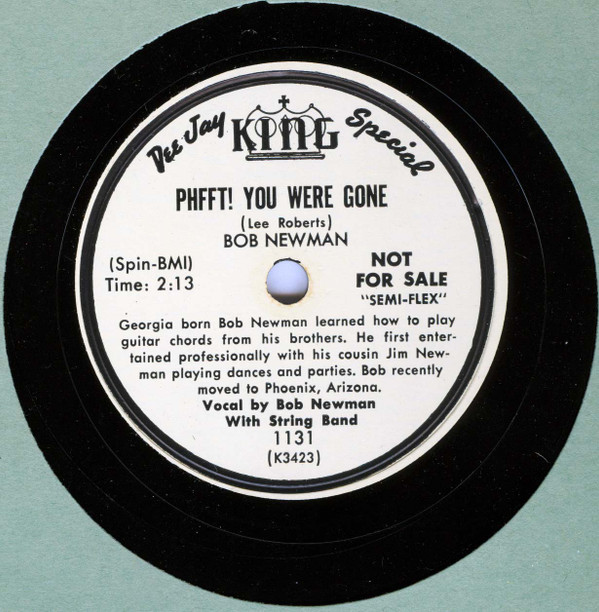 Dee-Jay KING Special
PHFFT! YOU WERE GONE
(Lee Roberts)
BOB NEWMAN
(Spin-BMI)
Time: 2:13
NOT
FOR SALE
"SEMI-FLEX"
Georgia born Bob Newman learned how to play
guitar chords from his brothers. He first enter-
tained professionally with his cousin Jim New-
man playing dances and parties. Bob recently
moved to Phoenix, Arizona.
Vocal by Bob Newman
With String Band
1131
(K3423)